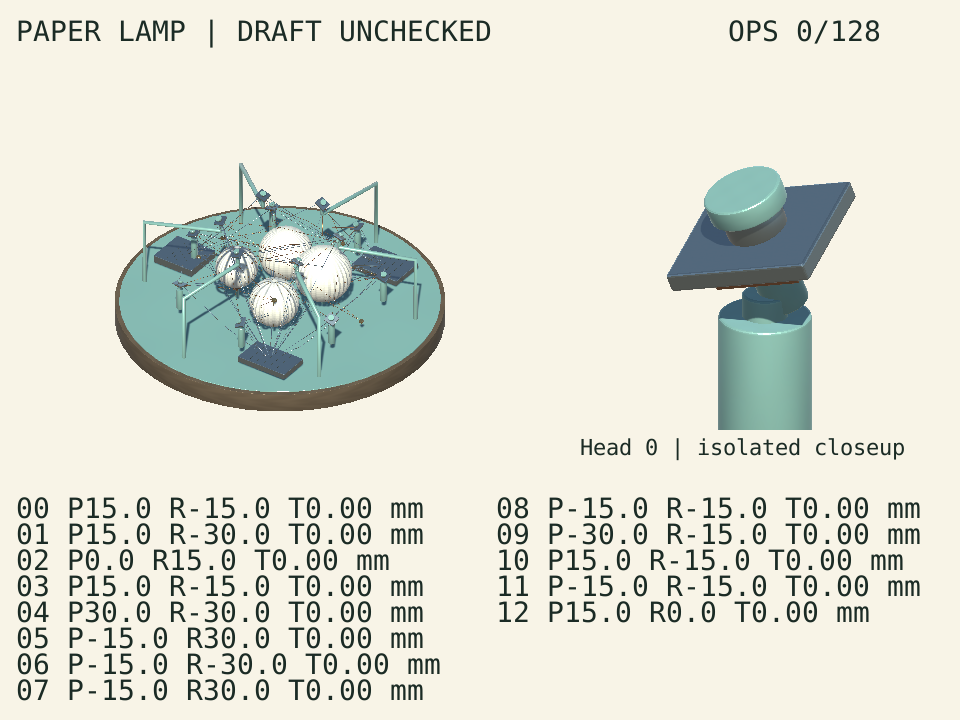 PAPER LAMP | DRAFT UNCHECKED
OPS 0/128
Head 0 | isolated closeup
00 P15.0 R-15.0 T0.00 mm
01 P15.0 R-30.0 T0.00 mm
02 P0.0 R15.0 T0.00 mm
03 P15.0 R-15.0 T0.00 mm
04 P30.0 R-30.0 T0.00 mm
05 P-15.0 R30.0 T0.00 mm
06 P-15.0 R-30.0 T0.00 mm
07 P-15.0 R30.0 T0.00 mm
08 P-15.0 R-15.0 T0.00 mm
09 P-30.0 R-15.0 T0.00 mm
10 P15.0 R-15.0 T0.00 mm
11 P-15.0 R-15.0 T0.00 mm
12 P15.0 R0.0 T0.00 mm